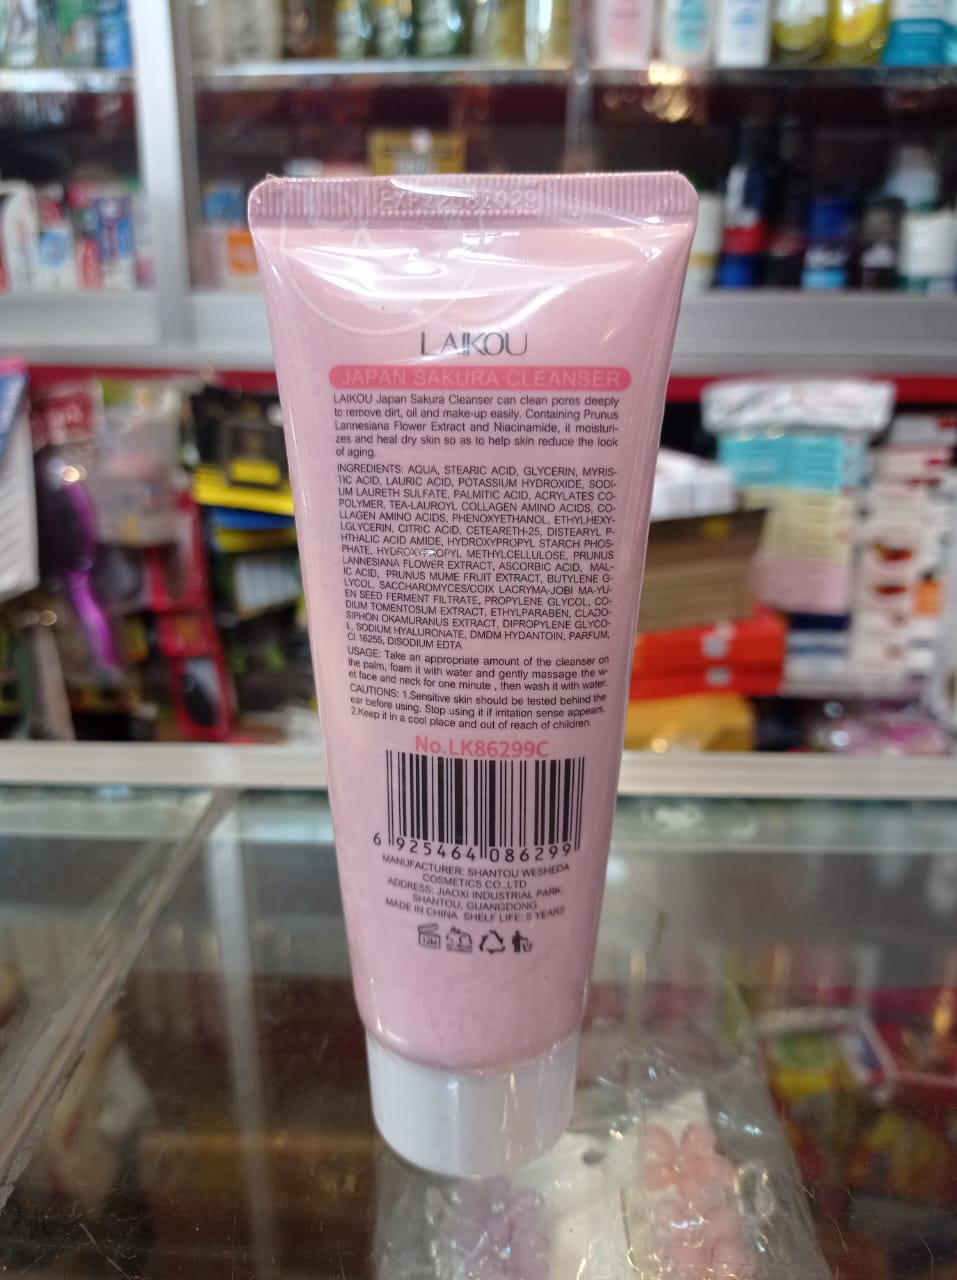 LAIKOU
JAPAN SAKURA CLEANSER
LAIKOU Japan Sakura Cleanser can clean pores deeply
to remove dirt, oil and make-up easily. Containing Prunus
Lannesiana Flower Extract and Niacinamide, it moisturi-
zes and heal dry skin so as to help skin reduce the look
of aging.
INGREDIENTS: AQUA, STEARIC ACID, GLYCERIN, MYRIS-
TIC ACID, LAURIC ACID, POTASSIUM HYDROXIDE, SODI-
UM LAURETH SULFATE, PALMITIC ACID, ACRYLATES CO-
POLYMER, TEA-LAUROYL COLLAGEN AMINO ACIDS, CO-
LLAGEN AMINO ACIDS, PHENOXYETHANOL, ETHYLHEXY-
LGLYCERIN, CITRIC ACID, CETEARETH-25, DISTEARYL P-
HTHALIC ACID AMIDE, HYDROXYPROPYL STARCH PHOS-
PHATE, HYDROXYPROPYL METHYLCELLULOSE, PRUNUS
LANNESIANA FLOWER EXTRACT, ASCORBIC ACID, MAL-
IC ACID, PRUNUS MUME FRUIT EXTRACT, BUTYLENE G-
LYCOL, SACCHAROMYCES/COIX LACRYMA-JOBI MA-YU-
EN SEED FERMENT FILTRATE, PROPYLENE GLYCOL, CO-
DIUM TOMENTOSUM EXTRACT, ETHYLPARABEN, CLADO-
SIPHON OKAMURANUS EXTRACT, DIPROPYLENE GLYCO-
L, SODIUM HYALURONATE, DMDM HYDANTOIN, PARFUM,
CI 16255, DISODIUM EDTA
USAGE: Take an appropriate amount of the cleanser on
the palm, foam it with water and gently massage the w-
et face and neck for one minute , then wash it with water.
CAUTIONS: 1.Sensitive skin should be tested behind the
ear before using. Stop using it if irritation sense appears.
2.Keep it in a cool place and out of reach of children.
No.LK86299C
6 925464 086299
MANUFACTURER: SHANTOU WESHEDA
COSMETICS CO.,LTD
ADDRESS: JIAOXI INDUSTRIAL PARK,
SHANTOU, GUANGDONG
MADE IN CHINA SHELF LIFE: 5 YEARS
12M